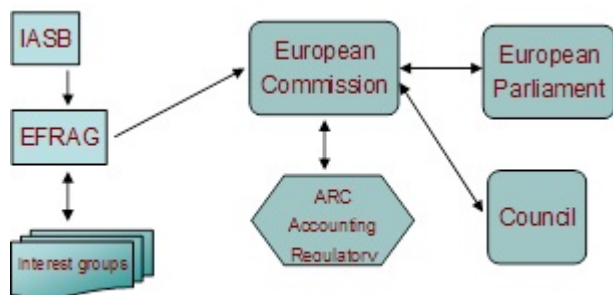 IASB
European
Commission
European
Parliament
EFRAG
ARC
Accounting
Regulatory
Council
Interest groups